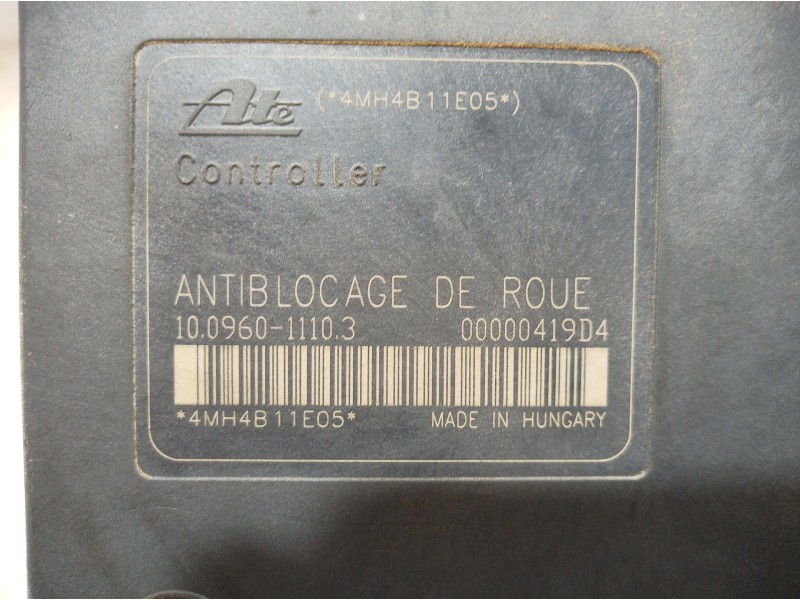 Ate (*4MH4B11E05*)
Controller
ANTIBLOCAGE DE ROUE
10.0960-1110.3 00000419D4
*4MH4B11E05* MADE IN HUNGARY